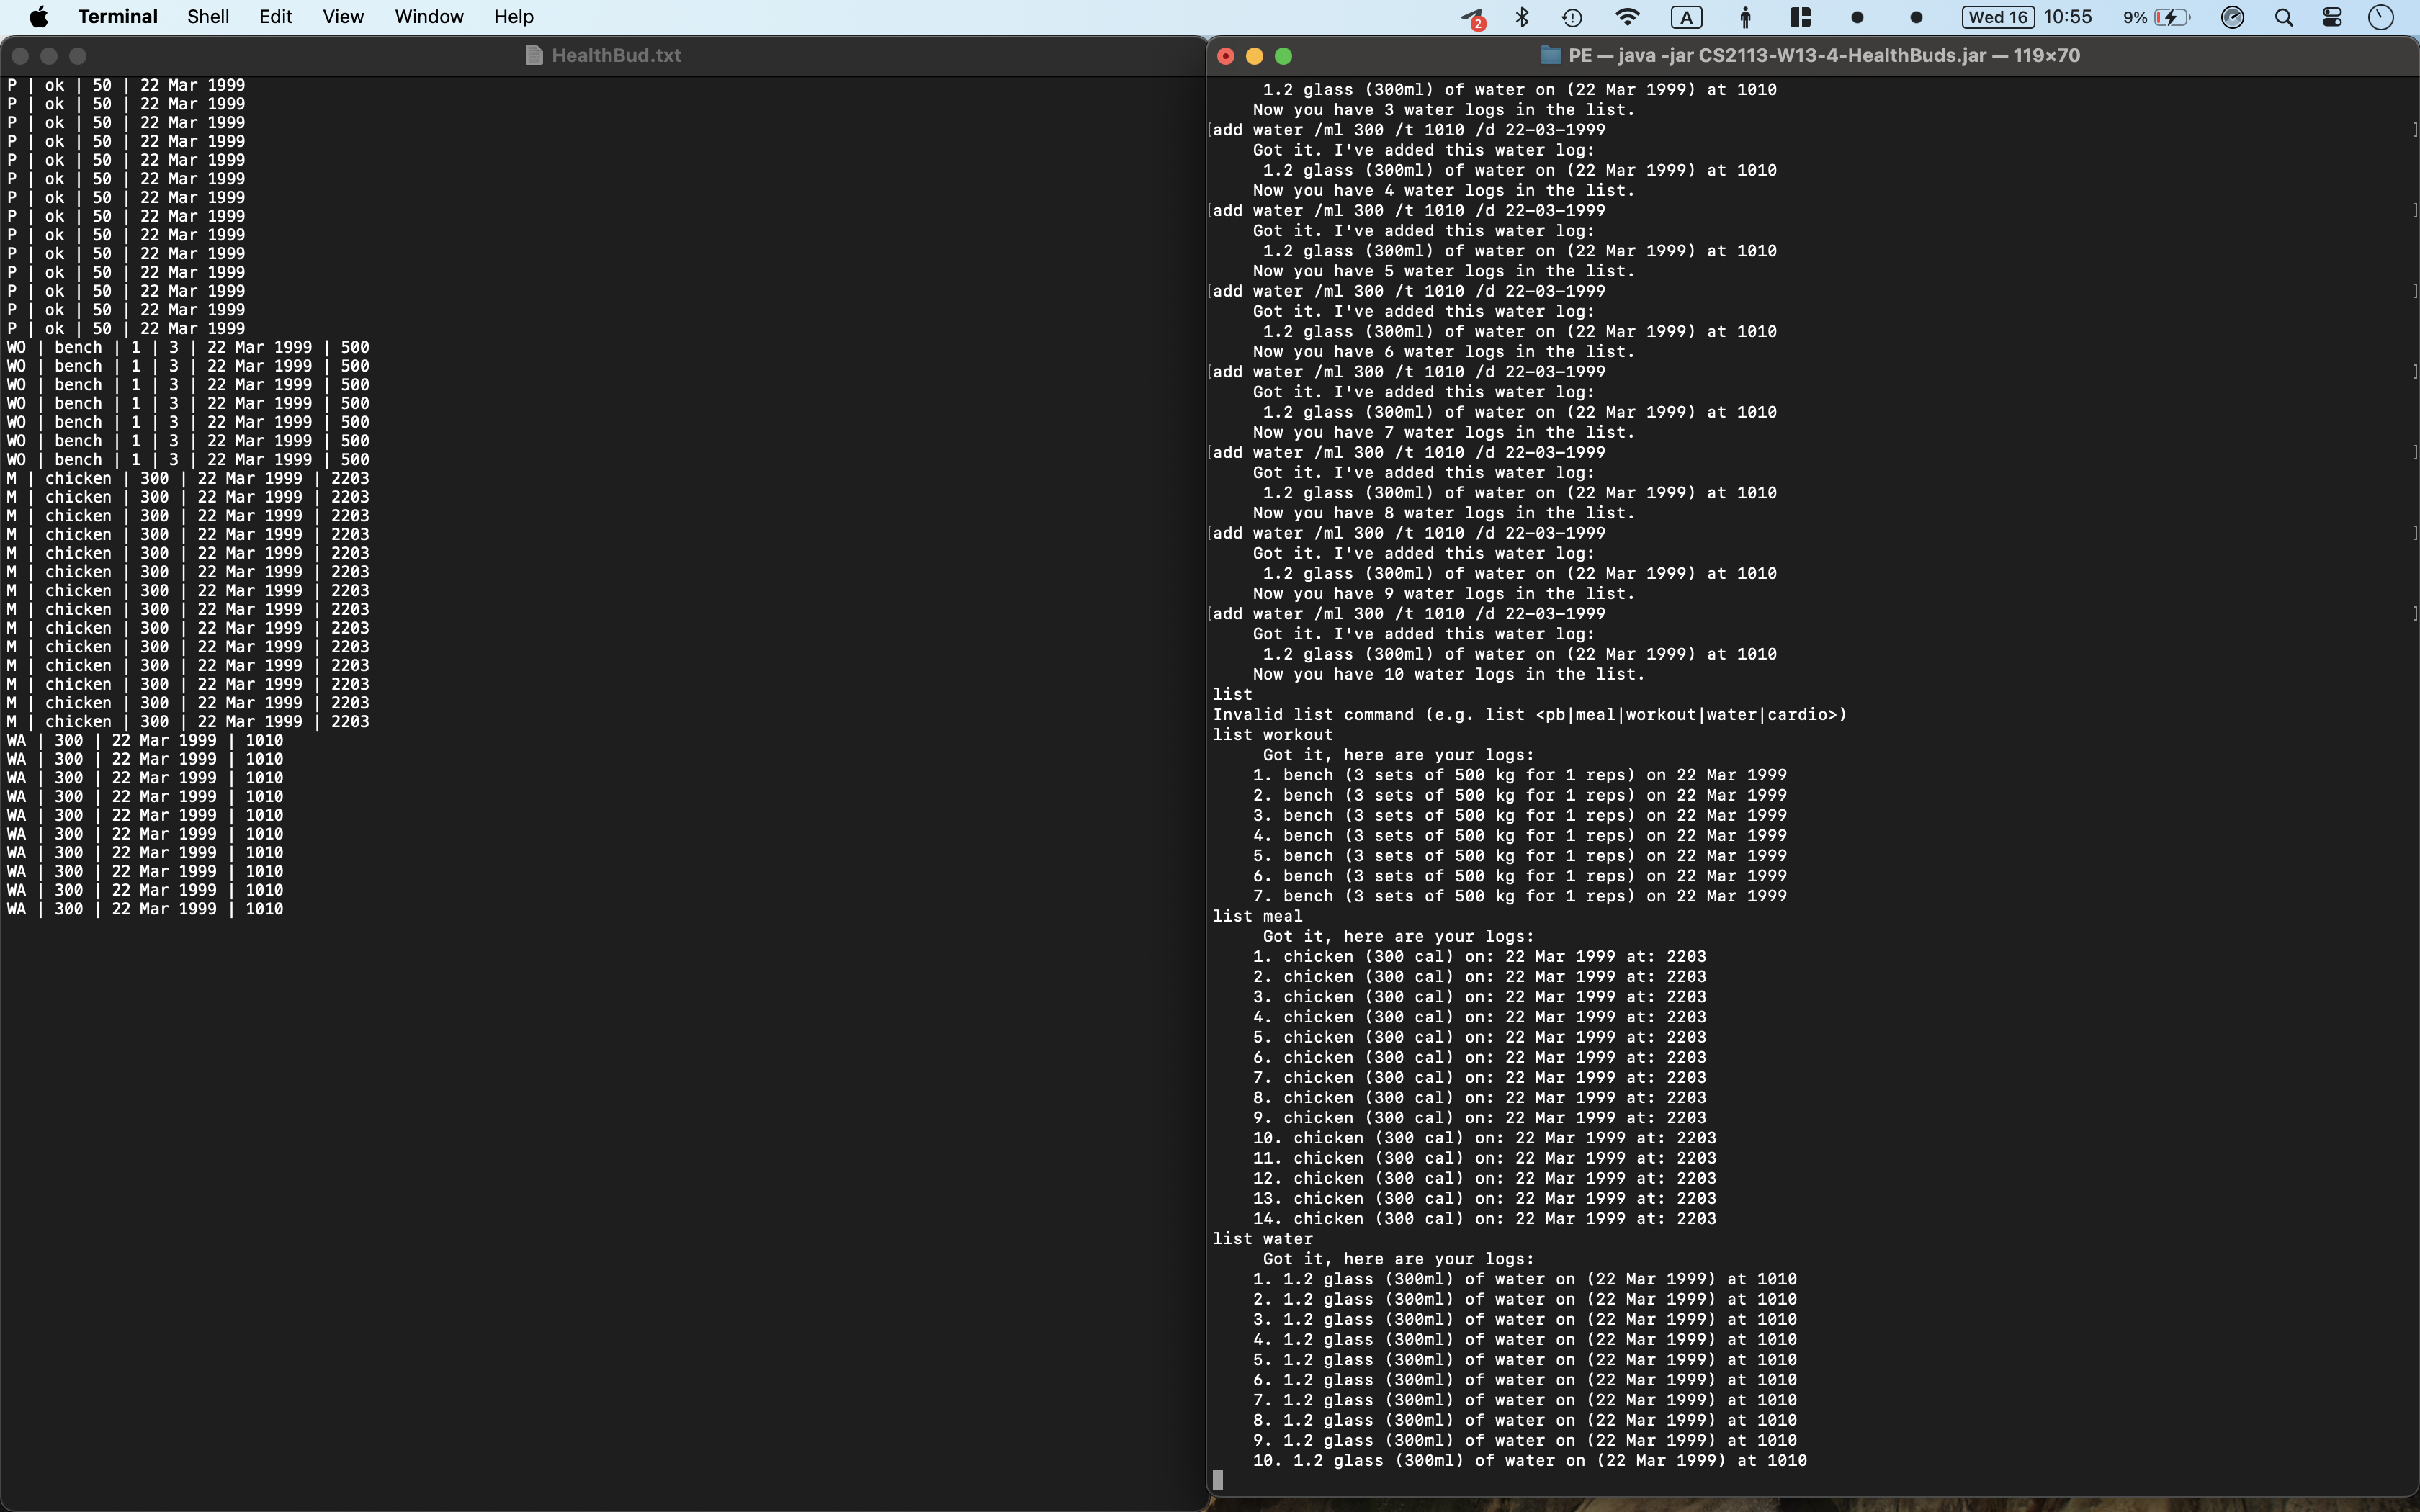 Terminal Shell Edit View Window Help 2 A Wed 16 10:55 9%
HealthBud.txt
P | ok | 50 | 22 Mar 1999
P | ok | 50 | 22 Mar 1999
P | ok | 50 | 22 Mar 1999
P | ok | 50 | 22 Mar 1999
P | ok | 50 | 22 Mar 1999
P | ok | 50 | 22 Mar 1999
P | ok | 50 | 22 Mar 1999
P | ok | 50 | 22 Mar 1999
P | ok | 50 | 22 Mar 1999
P | ok | 50 | 22 Mar 1999
P | ok | 50 | 22 Mar 1999
P | ok | 50 | 22 Mar 1999
P | ok | 50 | 22 Mar 1999
P | ok | 50 | 22 Mar 1999
WO | bench | 1 | 3 | 22 Mar 1999 | 500
WO | bench | 1 | 3 | 22 Mar 1999 | 500
WO | bench | 1 | 3 | 22 Mar 1999 | 500
WO | bench | 1 | 3 | 22 Mar 1999 | 500
WO | bench | 1 | 3 | 22 Mar 1999 | 500
WO | bench | 1 | 3 | 22 Mar 1999 | 500
WO | bench | 1 | 3 | 22 Mar 1999 | 500
M | chicken | 300 | 22 Mar 1999 | 2203
M | chicken | 300 | 22 Mar 1999 | 2203
M | chicken | 300 | 22 Mar 1999 | 2203
M | chicken | 300 | 22 Mar 1999 | 2203
M | chicken | 300 | 22 Mar 1999 | 2203
M | chicken | 300 | 22 Mar 1999 | 2203
M | chicken | 300 | 22 Mar 1999 | 2203
M | chicken | 300 | 22 Mar 1999 | 2203
M | chicken | 300 | 22 Mar 1999 | 2203
M | chicken | 300 | 22 Mar 1999 | 2203
M | chicken | 300 | 22 Mar 1999 | 2203
M | chicken | 300 | 22 Mar 1999 | 2203
M | chicken | 300 | 22 Mar 1999 | 2203
M | chicken | 300 | 22 Mar 1999 | 2203
WA | 300 | 22 Mar 1999 | 1010
WA | 300 | 22 Mar 1999 | 1010
WA | 300 | 22 Mar 1999 | 1010
WA | 300 | 22 Mar 1999 | 1010
WA | 300 | 22 Mar 1999 | 1010
WA | 300 | 22 Mar 1999 | 1010
WA | 300 | 22 Mar 1999 | 1010
WA | 300 | 22 Mar 1999 | 1010
WA | 300 | 22 Mar 1999 | 1010
WA | 300 | 22 Mar 1999 | 1010
PE — java -jar CS2113-W13-4-HealthBuds.jar — 119×70
1.2 glass (300ml) of water on (22 Mar 1999) at 1010
Now you have 3 water logs in the list.
[add water /ml 300 /t 1010 /d 22-03-1999 ]
Got it. I've added this water log:
1.2 glass (300ml) of water on (22 Mar 1999) at 1010
Now you have 4 water logs in the list.
[add water /ml 300 /t 1010 /d 22-03-1999 ]
Got it. I've added this water log:
1.2 glass (300ml) of water on (22 Mar 1999) at 1010
Now you have 5 water logs in the list.
[add water /ml 300 /t 1010 /d 22-03-1999 ]
Got it. I've added this water log:
1.2 glass (300ml) of water on (22 Mar 1999) at 1010
Now you have 6 water logs in the list.
[add water /ml 300 /t 1010 /d 22-03-1999 ]
Got it. I've added this water log:
1.2 glass (300ml) of water on (22 Mar 1999) at 1010
Now you have 7 water logs in the list.
[add water /ml 300 /t 1010 /d 22-03-1999 ]
Got it. I've added this water log:
1.2 glass (300ml) of water on (22 Mar 1999) at 1010
Now you have 8 water logs in the list.
[add water /ml 300 /t 1010 /d 22-03-1999 ]
Got it. I've added this water log:
1.2 glass (300ml) of water on (22 Mar 1999) at 1010
Now you have 9 water logs in the list.
[add water /ml 300 /t 1010 /d 22-03-1999 ]
Got it. I've added this water log:
1.2 glass (300ml) of water on (22 Mar 1999) at 1010
Now you have 10 water logs in the list.
list
Invalid list command (e.g. list <pb|meal|workout|water|cardio>)
list workout
Got it, here are your logs:
1. bench (3 sets of 500 kg for 1 reps) on 22 Mar 1999
2. bench (3 sets of 500 kg for 1 reps) on 22 Mar 1999
3. bench (3 sets of 500 kg for 1 reps) on 22 Mar 1999
4. bench (3 sets of 500 kg for 1 reps) on 22 Mar 1999
5. bench (3 sets of 500 kg for 1 reps) on 22 Mar 1999
6. bench (3 sets of 500 kg for 1 reps) on 22 Mar 1999
7. bench (3 sets of 500 kg for 1 reps) on 22 Mar 1999
list meal
Got it, here are your logs:
1. chicken (300 cal) on: 22 Mar 1999 at: 2203
2. chicken (300 cal) on: 22 Mar 1999 at: 2203
3. chicken (300 cal) on: 22 Mar 1999 at: 2203
4. chicken (300 cal) on: 22 Mar 1999 at: 2203
5. chicken (300 cal) on: 22 Mar 1999 at: 2203
6. chicken (300 cal) on: 22 Mar 1999 at: 2203
7. chicken (300 cal) on: 22 Mar 1999 at: 2203
8. chicken (300 cal) on: 22 Mar 1999 at: 2203
9. chicken (300 cal) on: 22 Mar 1999 at: 2203
10. chicken (300 cal) on: 22 Mar 1999 at: 2203
11. chicken (300 cal) on: 22 Mar 1999 at: 2203
12. chicken (300 cal) on: 22 Mar 1999 at: 2203
13. chicken (300 cal) on: 22 Mar 1999 at: 2203
14. chicken (300 cal) on: 22 Mar 1999 at: 2203
list water
Got it, here are your logs:
1. 1.2 glass (300ml) of water on (22 Mar 1999) at 1010
2. 1.2 glass (300ml) of water on (22 Mar 1999) at 1010
3. 1.2 glass (300ml) of water on (22 Mar 1999) at 1010
4. 1.2 glass (300ml) of water on (22 Mar 1999) at 1010
5. 1.2 glass (300ml) of water on (22 Mar 1999) at 1010
6. 1.2 glass (300ml) of water on (22 Mar 1999) at 1010
7. 1.2 glass (300ml) of water on (22 Mar 1999) at 1010
8. 1.2 glass (300ml) of water on (22 Mar 1999) at 1010
9. 1.2 glass (300ml) of water on (22 Mar 1999) at 1010
10. 1.2 glass (300ml) of water on (22 Mar 1999) at 1010